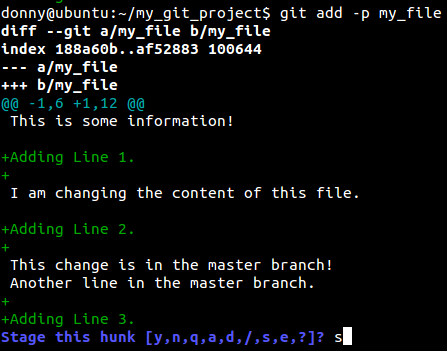 donny@ubuntu:~/my_git_project$ git add -p my_file
diff --git a/my_file b/my_file
index 188a60b..af52883 100644
--- a/my_file
+++ b/my_file
@@ -1,6 +1,12 @@
This is some information!
+Adding Line 1.
+
I am changing the content of this file.
+Adding Line 2.
+
This change is in the master branch!
Another line in the master branch.
+
+Adding Line 3.
Stage this hunk [y,n,q,a,d,/,s,e,?]? s